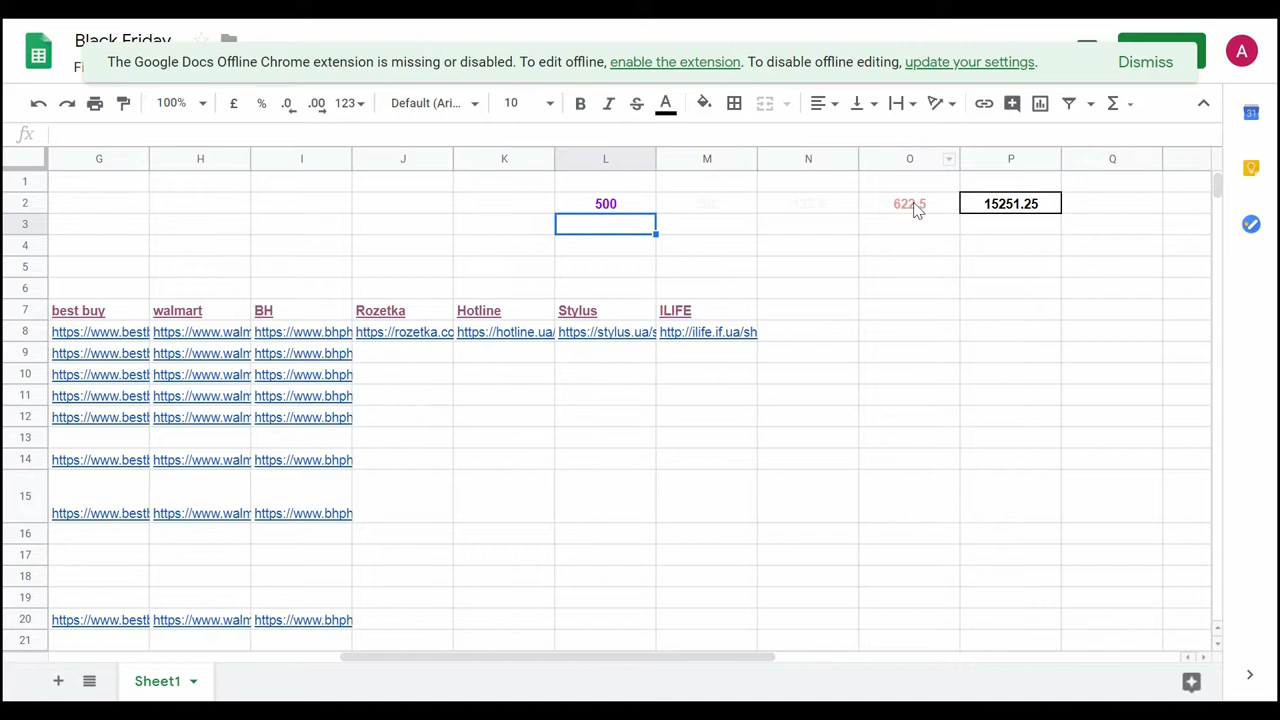 Black Friday
The Google Docs Offline Chrome extension is missing or disabled. To edit offline, enable the extension. To disable offline editing, update your settings. Dismiss
A
100% £ % .0 .00 123 Default (Ari... 10 B I S A
fx
G H I J K L M N O P Q
1
2 500 622.5 15251.25
3
4
5
6
7 best buy walmart BH Rozetka Hotline Stylus ILIFE
8 https://www.bestb https://www.walm https://www.bhph https://rozetka.co https://hotline.ua/ https://stylus.ua/s http://ilife.if.ua/sh
9 https://www.bestb https://www.walm https://www.bhph
10 https://www.bestb https://www.walm https://www.bhph
11 https://www.bestb https://www.walm https://www.bhph
12 https://www.bestb https://www.walm https://www.bhph
13
14 https://www.bestb https://www.walm https://www.bhph
15 https://www.bestb https://www.walm https://www.bhph
16
17
18
19
20 https://www.bestb https://www.walm https://www.bhph
21
Sheet1